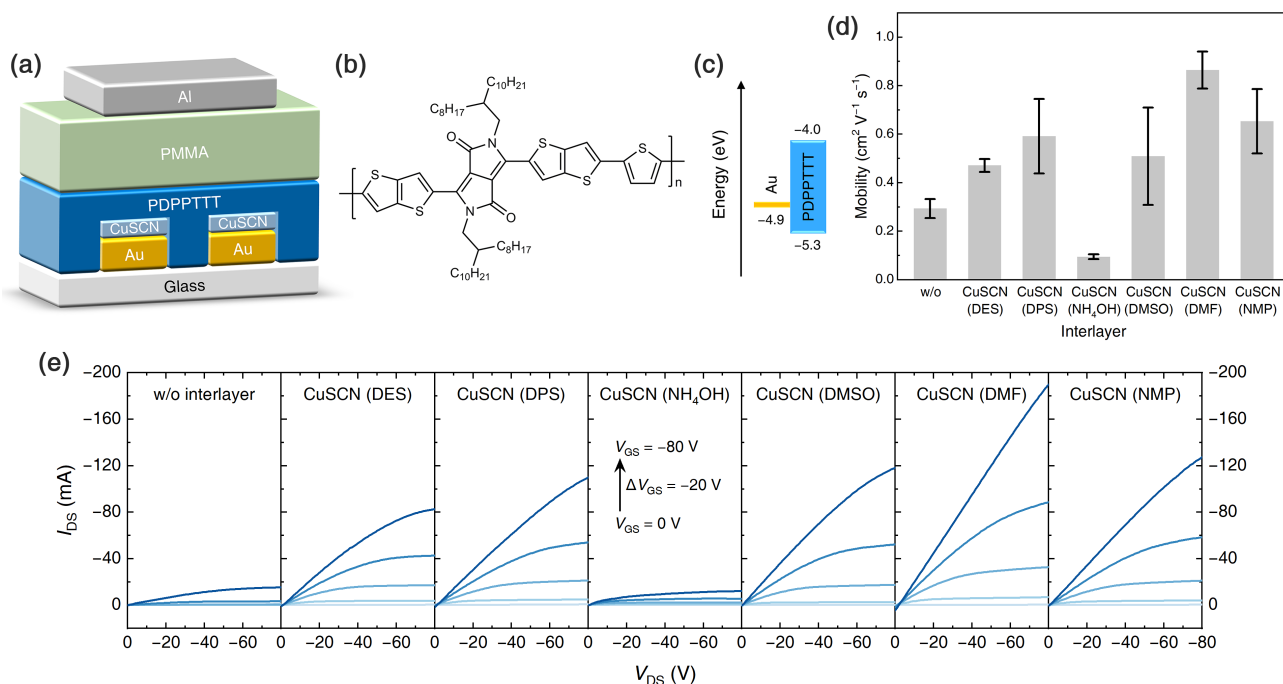 (a)
Al
PMMA
PDPPTTT
CuSCN CuSCN
Au Au
Glass
(b)
C10H21
C8H17
O
N
S
S
S
n
S
S
N
O
C8H17
C10H21
(c)
Energy (eV)
Au
−4.9
−4.0
PDPPTTT
−5.3
(d)
Mobility (cm² V⁻¹ s⁻¹)
1.0
0.8
0.6
0.4
0.2
0.0
w/o CuSCN CuSCN CuSCN CuSCN CuSCN CuSCN
(DES) (DPS) (NH₄OH) (DMSO) (DMF) (NMP)
Interlayer
(e)
w/o interlayer CuSCN (DES) CuSCN (DPS) CuSCN (NH₄OH) CuSCN (DMSO) CuSCN (DMF) CuSCN (NMP)
V_GS = −80 V
ΔV_GS = −20 V
V_GS = 0 V
I_DS (mA)
−200 −200
−160 −160
−120 −120
−80 −80
−40 −40
0 0
0 −20 −40 −60 0 −20 −40 −60 0 −20 −40 −60 0 −20 −40 −60 0 −20 −40 −60 0 −20 −40 −60 0 −20 −40 −60 −80
V_DS (V)